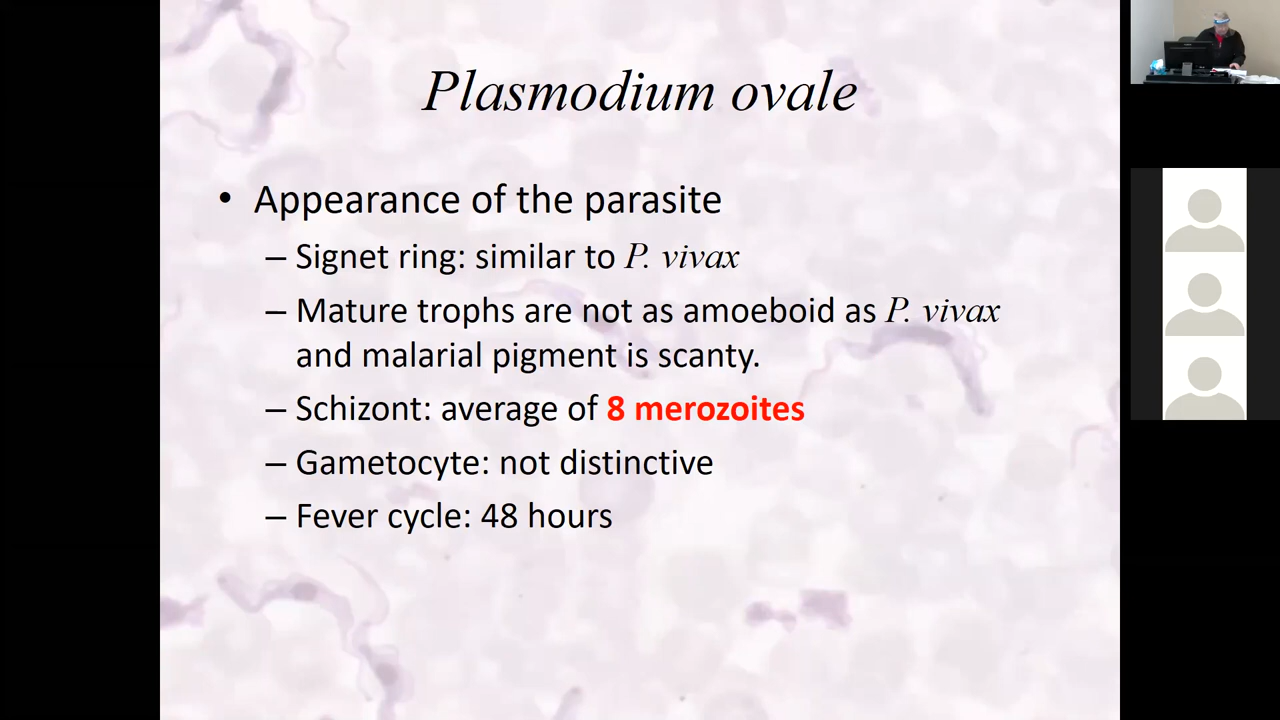 Plasmodium ovale
• Appearance of the parasite
– Signet ring: similar to P. vivax
– Mature trophs are not as amoeboid as P. vivax
and malarial pigment is scanty.
– Schizont: average of 8 merozoites
– Gametocyte: not distinctive
– Fever cycle: 48 hours